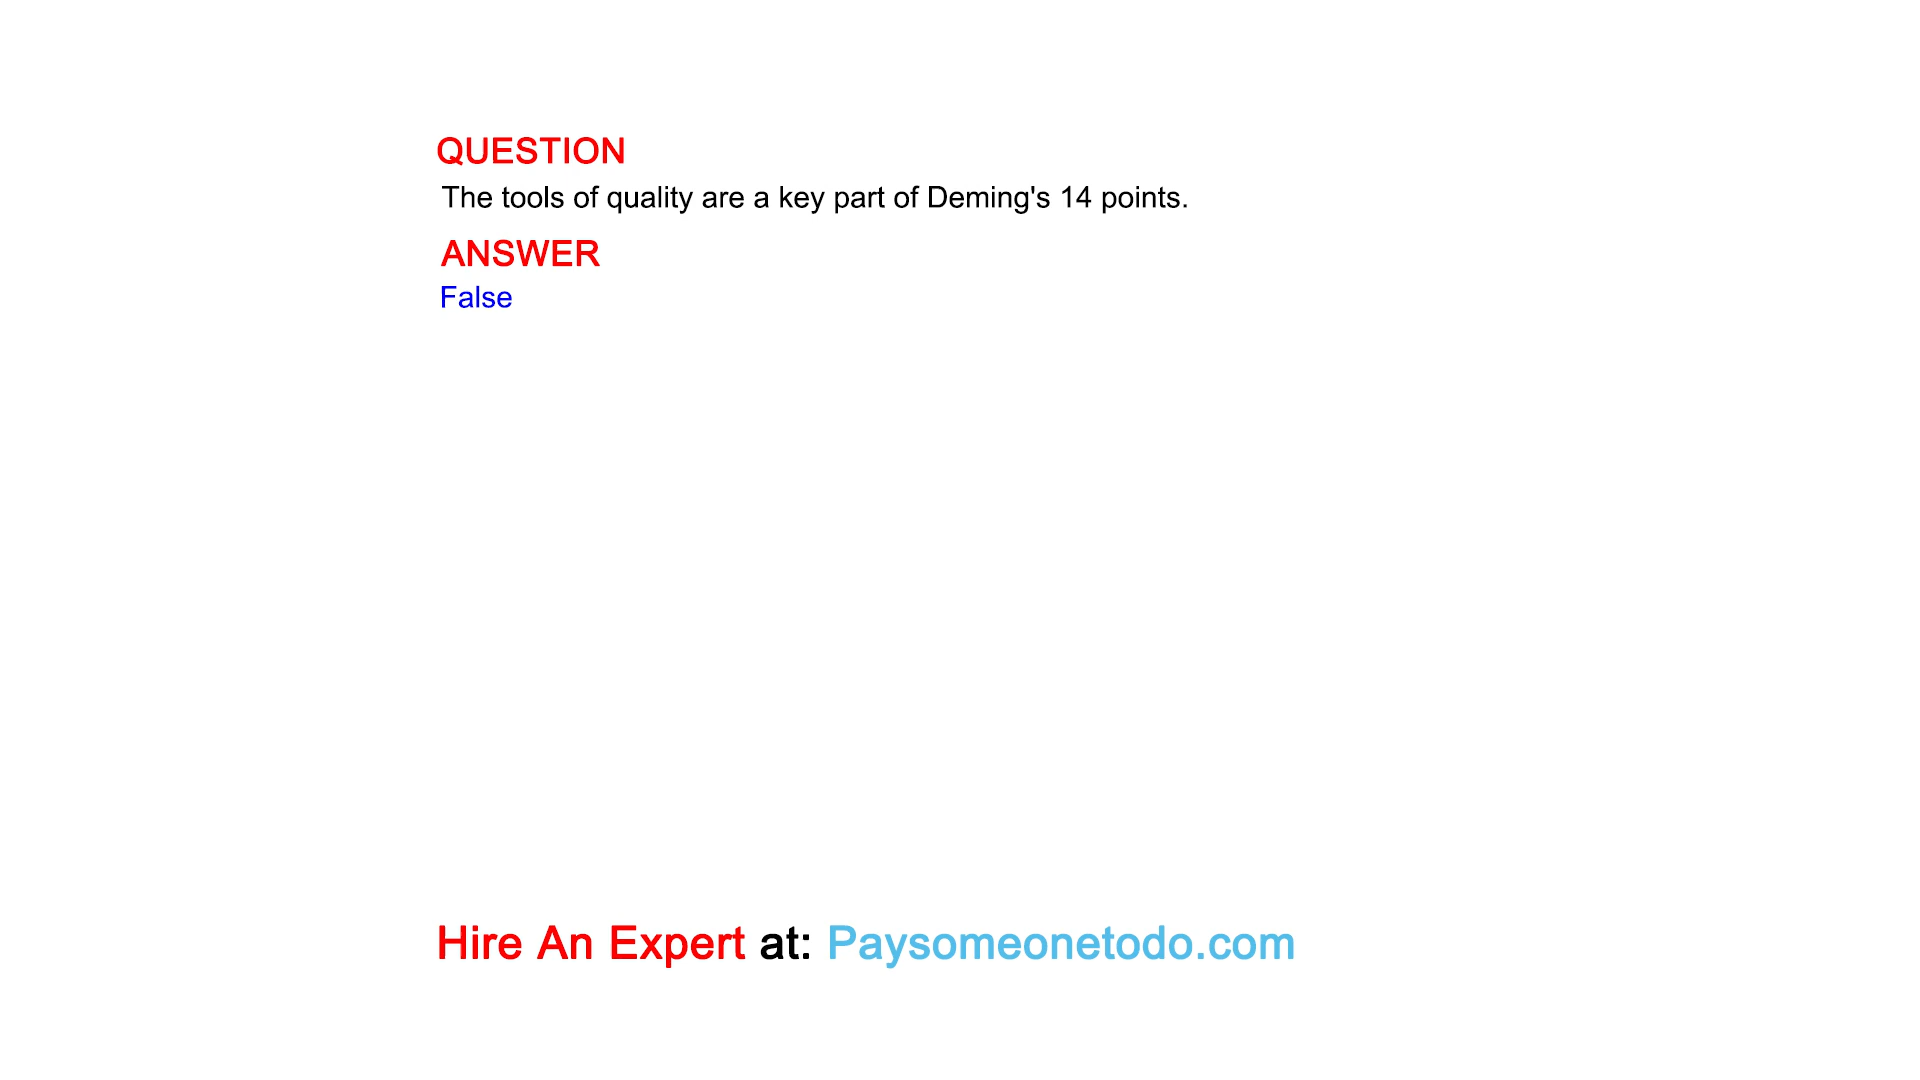 QUESTION
The tools of quality are a key part of Deming's 14 points.
ANSWER
False
Hire An Expert at: Paysomeonetodo.com